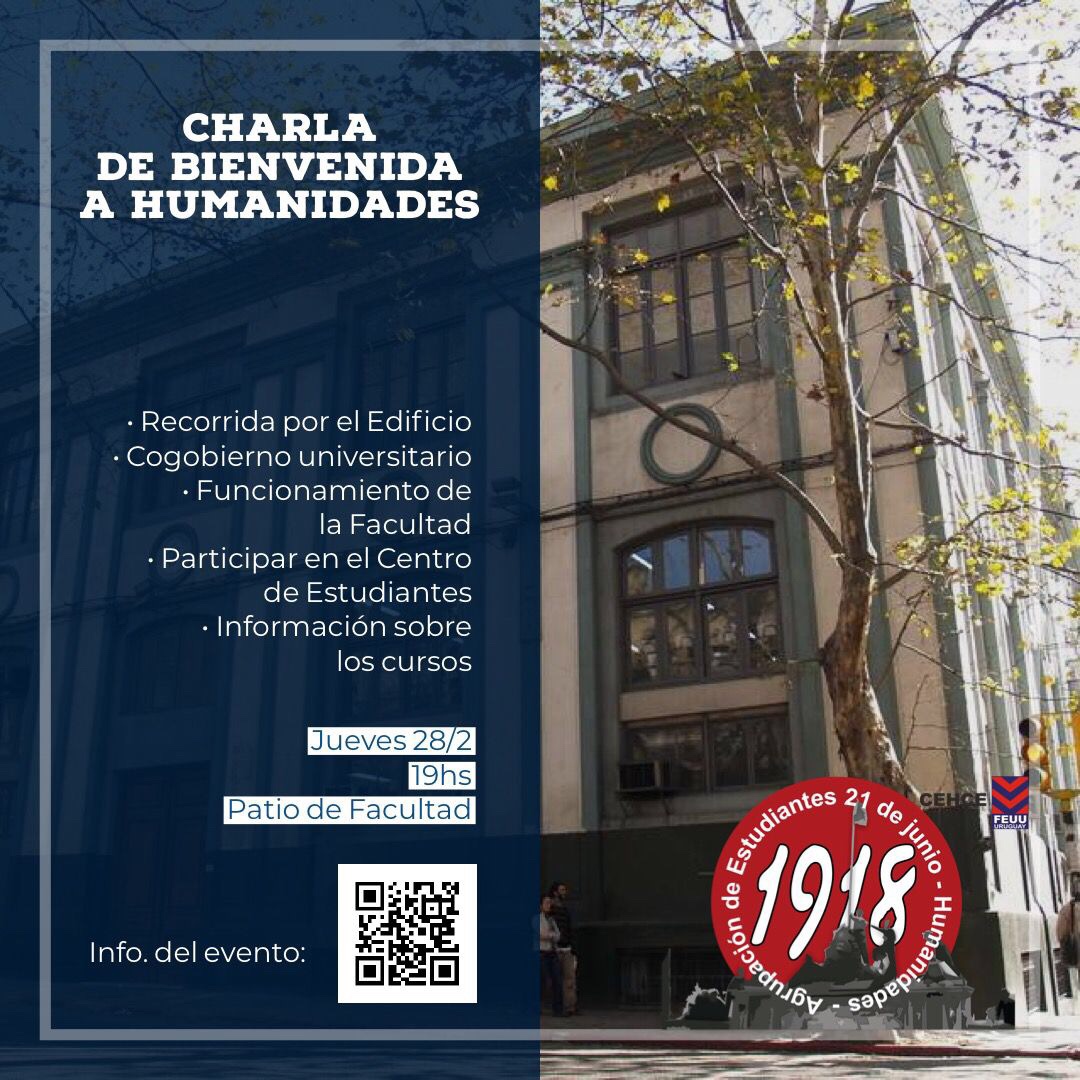 CHARLA
DE BIENVENIDA
A HUMANIDADES
• Recorrida por el Edificio
• Cogobierno universitario
• Funcionamiento de
la Facultad
• Participar en el Centro
de Estudiantes
• Información sobre
los cursos
Jueves 28/2
19hs
Patio de Facultad
Info. del evento:
CEHCE
FEUU
URUGUAY
Agrupación de Estudiantes 21 de junio - Humanidades -
1918